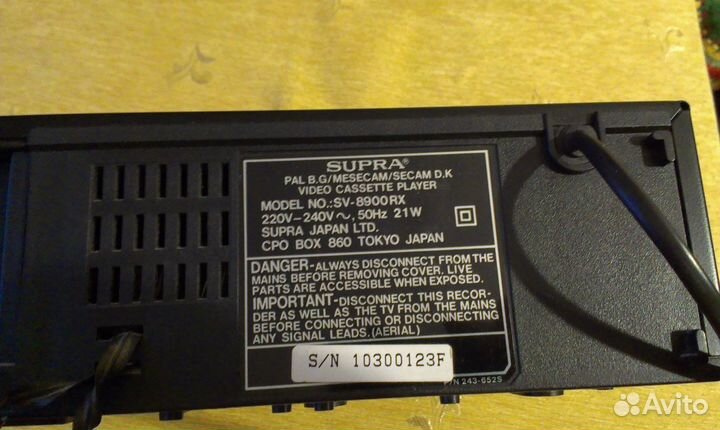 SUPRA®
PAL B.G/MESECAM/SECAM D.K
VIDEO CASSETTE PLAYER
MODEL NO.:SV-8900RX
220V-240V~, 50Hz 21W
SUPRA JAPAN LTD.
CPO BOX 860 TOKYO JAPAN
DANGER-ALWAYS DISCONNECT FROM THE
MAINS BEFORE REMOVING COVER. LIVE
PARTS ARE ACCESSIBLE WHEN EXPOSED.
IMPORTANT-DISCONNECT THIS RECOR-
DER AS WELL AS THE TV FROM THE MAINS
BEFORE CONNECTING OR DISCONNECTING
ANY SIGNAL LEADS.(AERIAL)
S/N 10300123F
P/N 243-652S
Avito